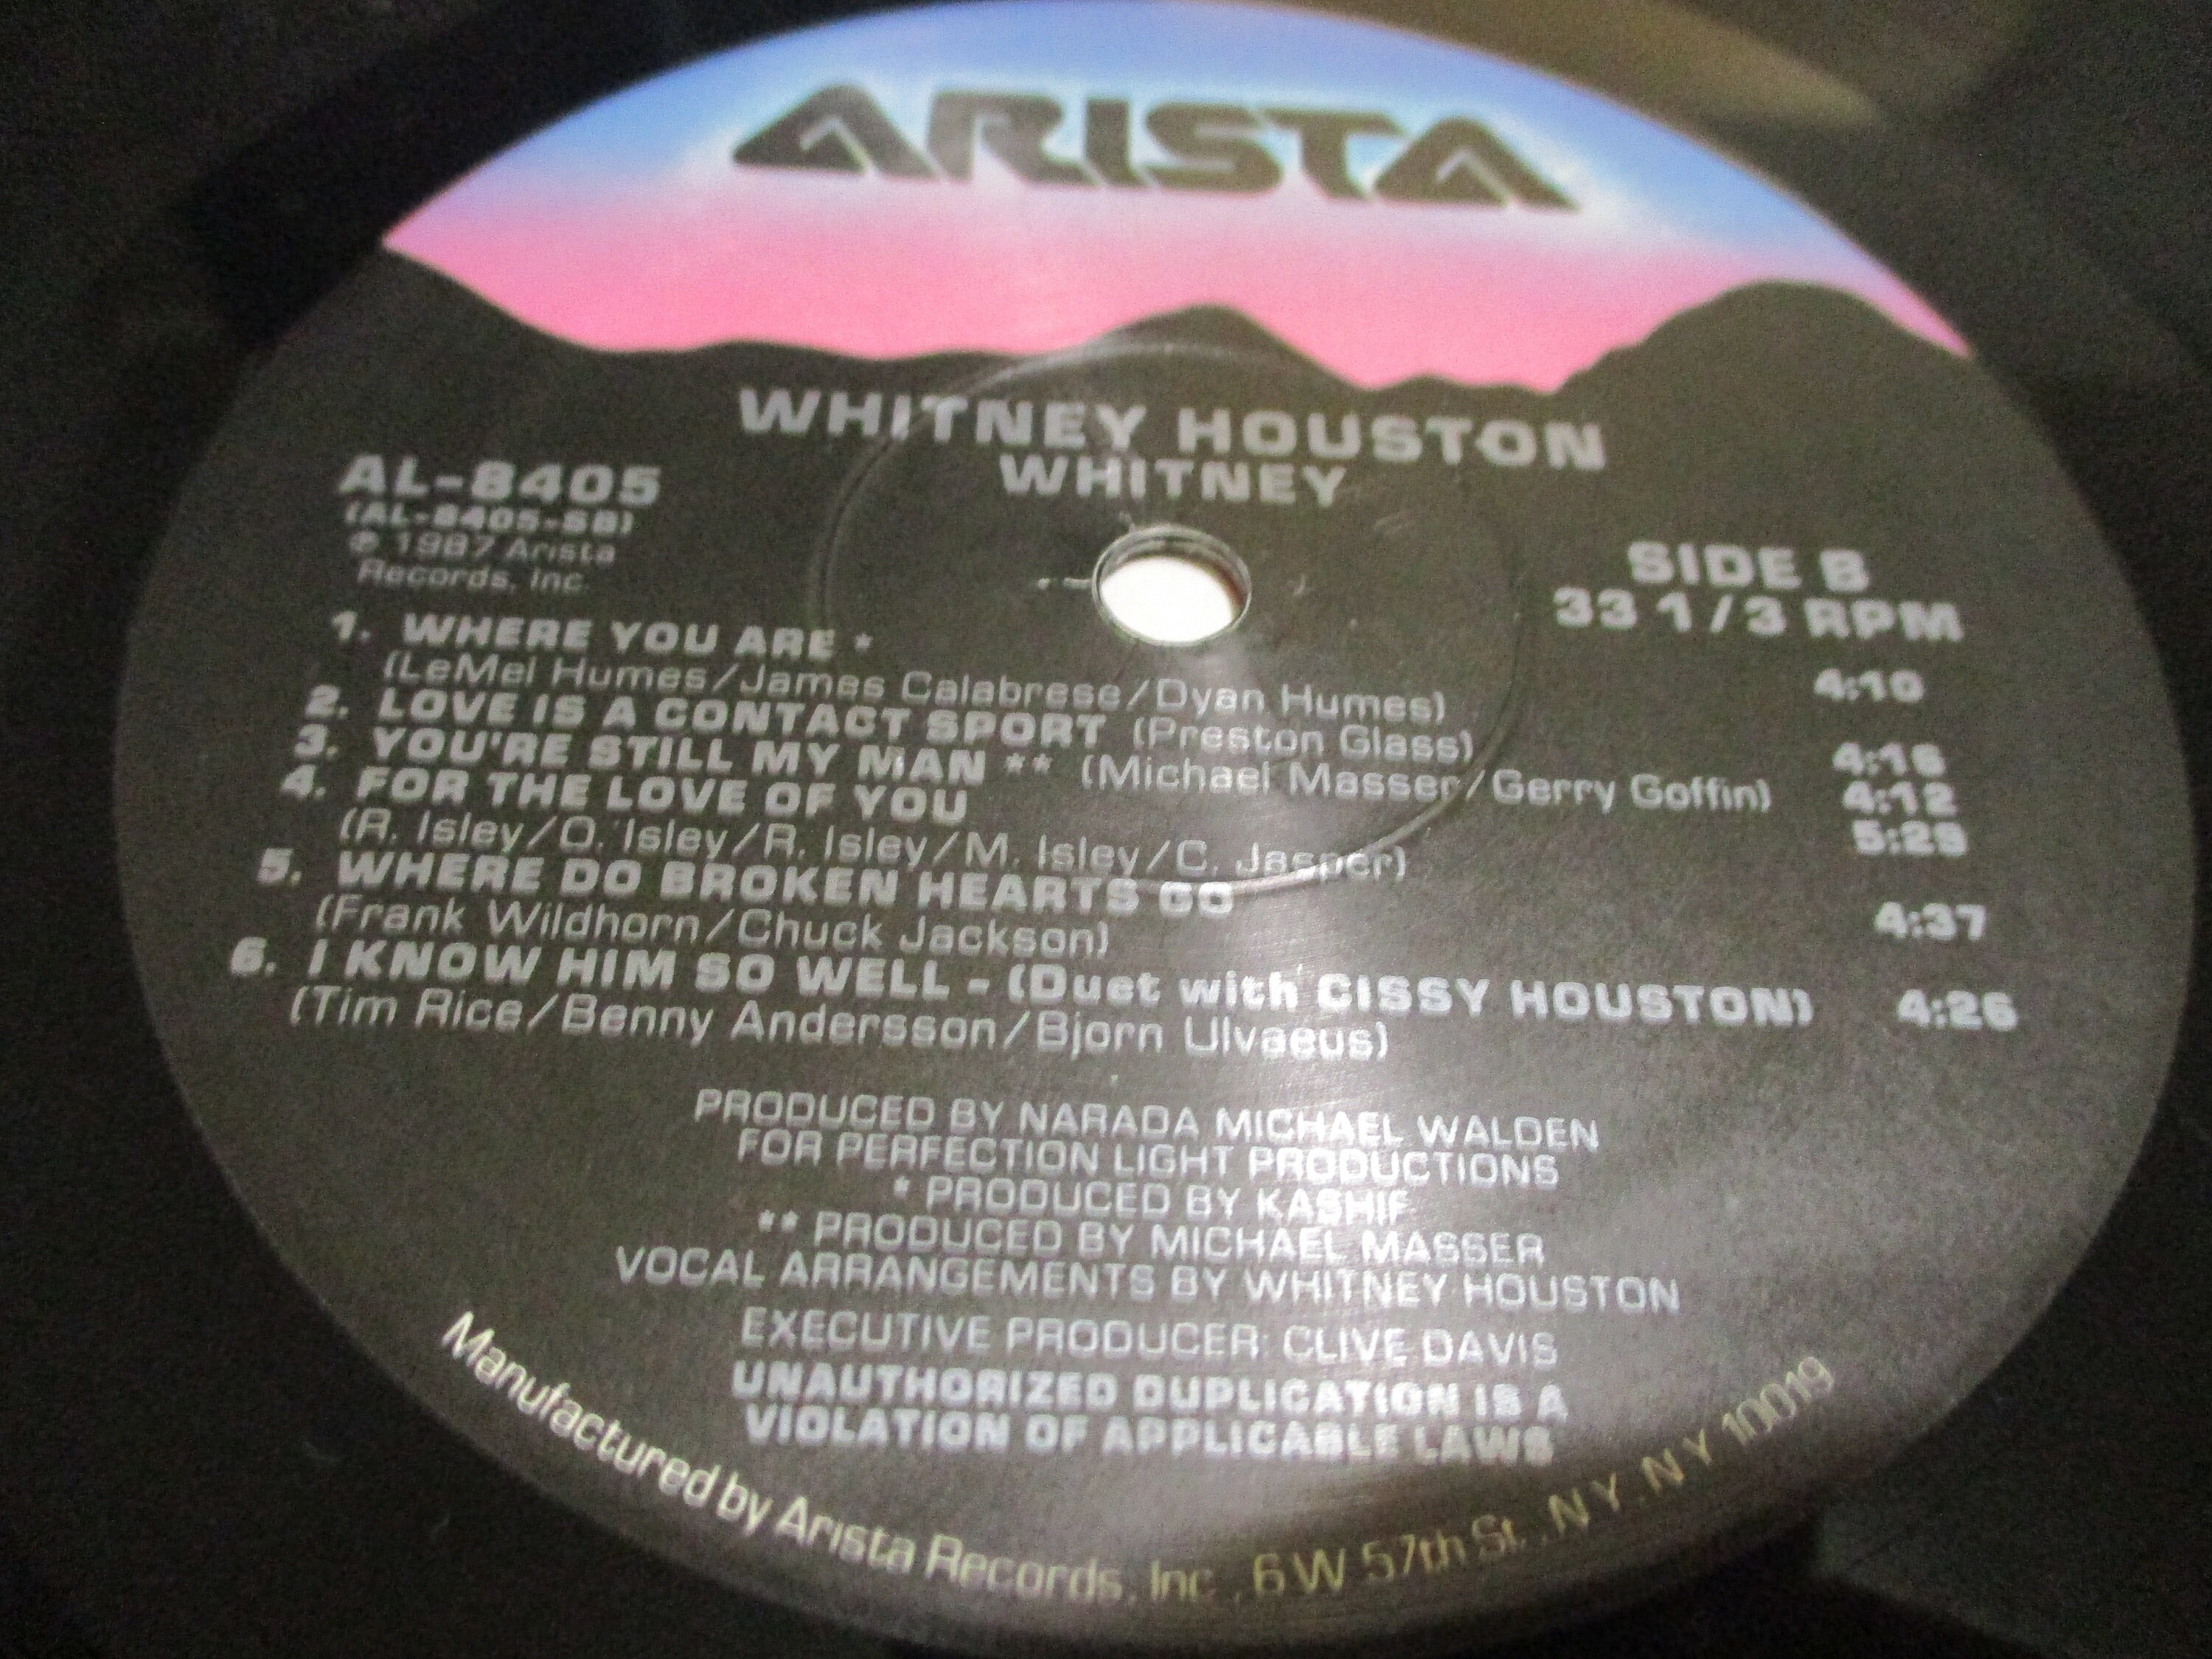 ARISTA
WHITNEY HOUSTON
WHITNEY
AL-8405
(AL-8405-SB)
℗ 1987 Arista
Records, Inc.
SIDE B
33 1/3 RPM
1. WHERE YOU ARE * 4:10
(LeMel Humes/James Calabrese/Dyan Humes)
2. LOVE IS A CONTACT SPORT (Preston Glass) 4:16
3. YOU'RE STILL MY MAN ** (Michael Masser/Gerry Goffin) 4:12
4. FOR THE LOVE OF YOU 5:29
(R. Isley/O. Isley/R. Isley/M. Isley/C. Jasper)
5. WHERE DO BROKEN HEARTS GO 4:37
(Frank Wildhorn/Chuck Jackson)
6. I KNOW HIM SO WELL - (Duet with CISSY HOUSTON) 4:26
(Tim Rice/Benny Andersson/Bjorn Ulvaeus)
PRODUCED BY NARADA MICHAEL WALDEN
FOR PERFECTION LIGHT PRODUCTIONS
* PRODUCED BY KASHIF
** PRODUCED BY MICHAEL MASSER
VOCAL ARRANGEMENTS BY WHITNEY HOUSTON
EXECUTIVE PRODUCER: CLIVE DAVIS
UNAUTHORIZED DUPLICATION IS A
VIOLATION OF APPLICABLE LAWS
Manufactured by Arista Records, Inc., 6 W 57th St., N.Y., N.Y. 10019